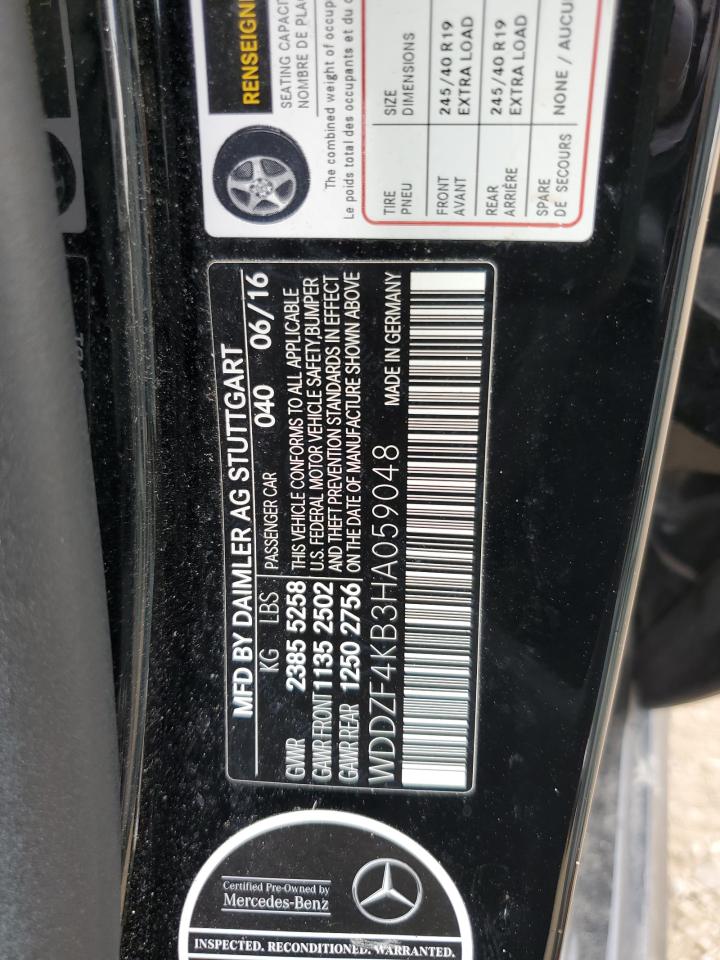 RENSEIGNE
SEATING CAPACI
NOMBRE DE PLA
The combined weight of occup
Le poids total des occupants et du c
TIRE SIZE
PNEU DIMENSIONS
FRONT 245/40 R19
AVANT EXTRA LOAD
REAR 245/40 R19
ARRIÈRE EXTRA LOAD
SPARE NONE / AUCU
DE SECOURS
MFD BY DAIMLER AG STUTTGART
KG LBS PASSENGER CAR 040 06/16
GVWR 2385 5258
GAWR FRONT 1135 2502
GAWR REAR 1250 2756
THIS VEHICLE CONFORMS TO ALL APPLICABLE
U.S. FEDERAL MOTOR VEHICLE SAFETY, BUMPER
AND THEFT PREVENTION STANDARDS IN EFFECT
ON THE DATE OF MANUFACTURE SHOWN ABOVE
WDDZF4KB3HA059048 MADE IN GERMANY
Certified Pre-Owned by
Mercedes-Benz
INSPECTED. RECONDITIONED. WARRANTED.